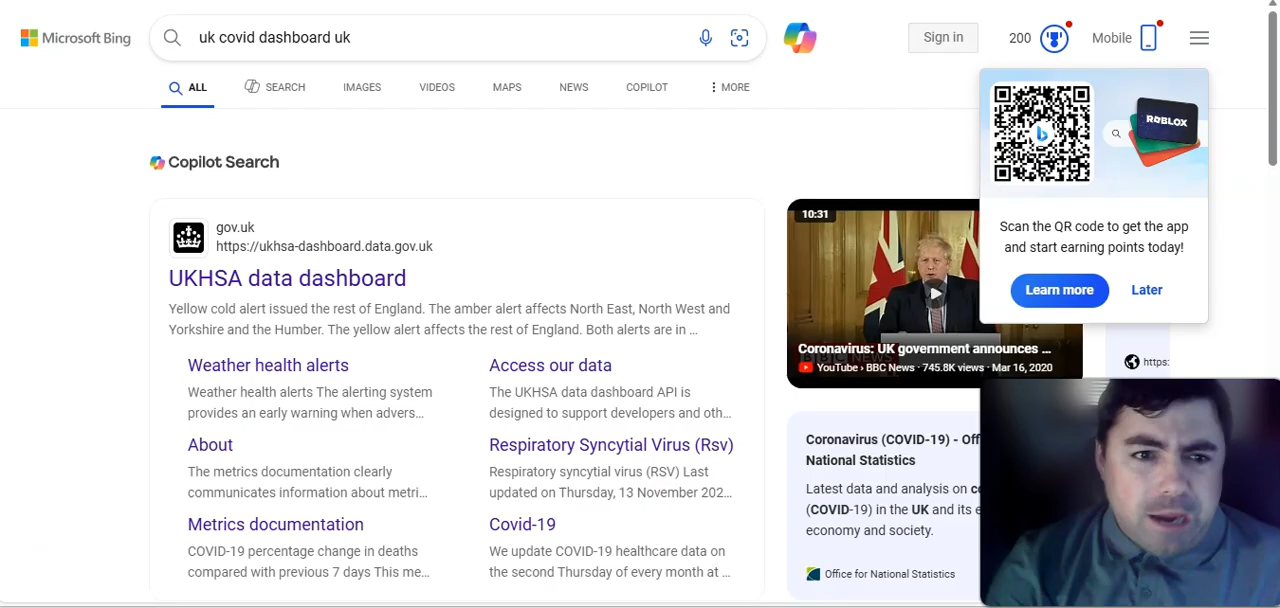 Microsoft Bing
uk covid dashboard uk
Sign in
200
Mobile
ALL
SEARCH
IMAGES
VIDEOS
MAPS
NEWS
COPILOT
MORE
ROBLOX
Scan the QR code to get the app
and start earning points today!
Learn more
Later
Copilot Search
gov.uk
https://ukhsa-dashboard.data.gov.uk
UKHSA data dashboard
Yellow cold alert issued the rest of England. The amber alert affects North East, North West and
Yorkshire and the Humber. The yellow alert affects the rest of England. Both alerts are in ...
Weather health alerts
Weather health alerts The alerting system
provides an early warning when advers...
Access our data
The UKHSA data dashboard API is
designed to support developers and oth...
About
The metrics documentation clearly
communicates information about metri...
Respiratory Syncytial Virus (Rsv)
Respiratory syncytial virus (RSV) Last
updated on Thursday, 13 November 202...
Metrics documentation
COVID-19 percentage change in deaths
compared with previous 7 days This me...
Covid-19
We update COVID-19 healthcare data on
the second Thursday of every month at ...
10:31
Coronavirus: UK government announces ...
BBC NEWS
YouTube › BBC News · 745.8K views · Mar 16, 2020
https:
Coronavirus (COVID-19) - Off
National Statistics
Latest data and analysis on co
(COVID-19) in the UK and its e
economy and society.
Office for National Statistics